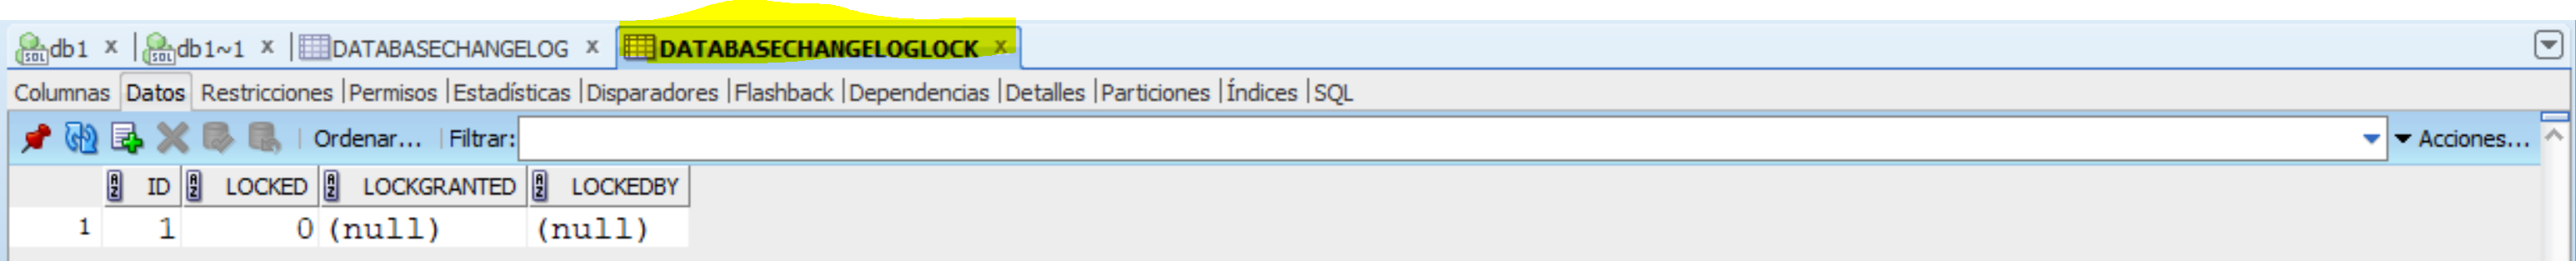 db1 x db1~1 x DATABASECHANGELOG x DATABASECHANGELOGLOCK x
Columnas Datos Restricciones |Permisos |Estadísticas |Disparadores |Flashback |Dependencias |Detalles |Particiones |Índices |SQL
Ordenar... Filtrar: Acciones...
ID LOCKED LOCKGRANTED LOCKEDBY
1 1 0 (null) (null)